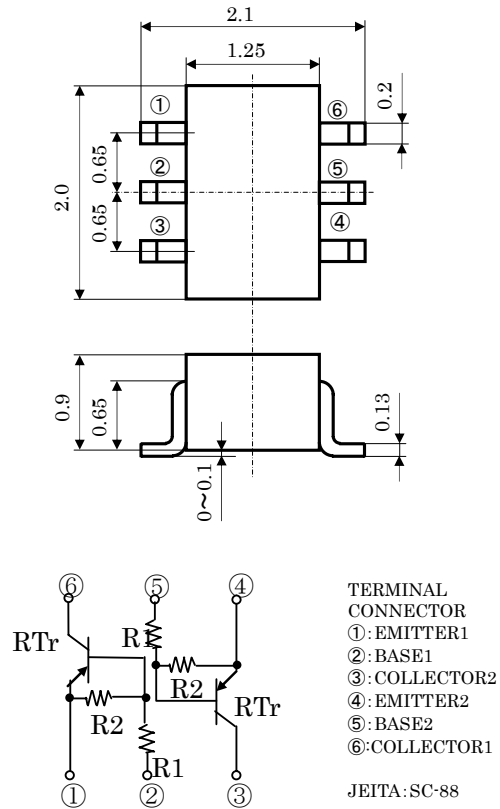 2.1
1.25
① ⑥ 0.2
0.65
② ⑤
2.0
0.65
③ ④
0.9
0.65
0.13
0~0.1
⑥ ⑤ ④
RTr R1
R2
R2 RTr
R1
① ② ③
TERMINAL
CONNECTOR
①:EMITTER1
②:BASE1
③:COLLECTOR2
④:EMITTER2
⑤:BASE2
⑥:COLLECTOR1
JEITA:SC-88